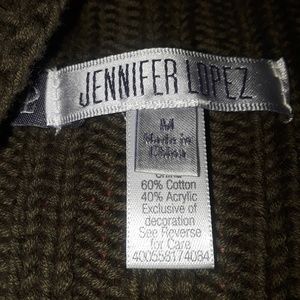 JENNIFER LOPEZ
M
Made in
China
60% Cotton
40% Acrylic
Exclusive of
decoration
See Reverse
for Care
400558174084